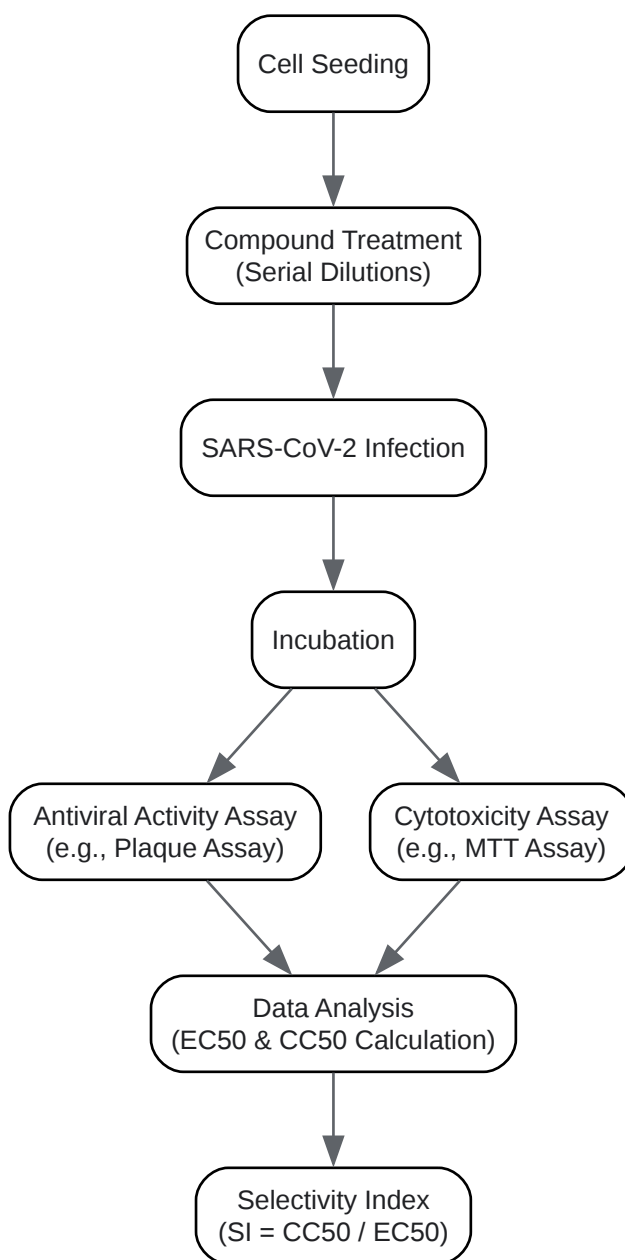 Cell Seeding
Compound Treatment
(Serial Dilutions)
SARS-CoV-2 Infection
Incubation
Antiviral Activity Assay
(e.g., Plaque Assay)
Cytotoxicity Assay
(e.g., MTT Assay)
Data Analysis
(EC50 & CC50 Calculation)
Selectivity Index
(SI = CC50 / EC50)